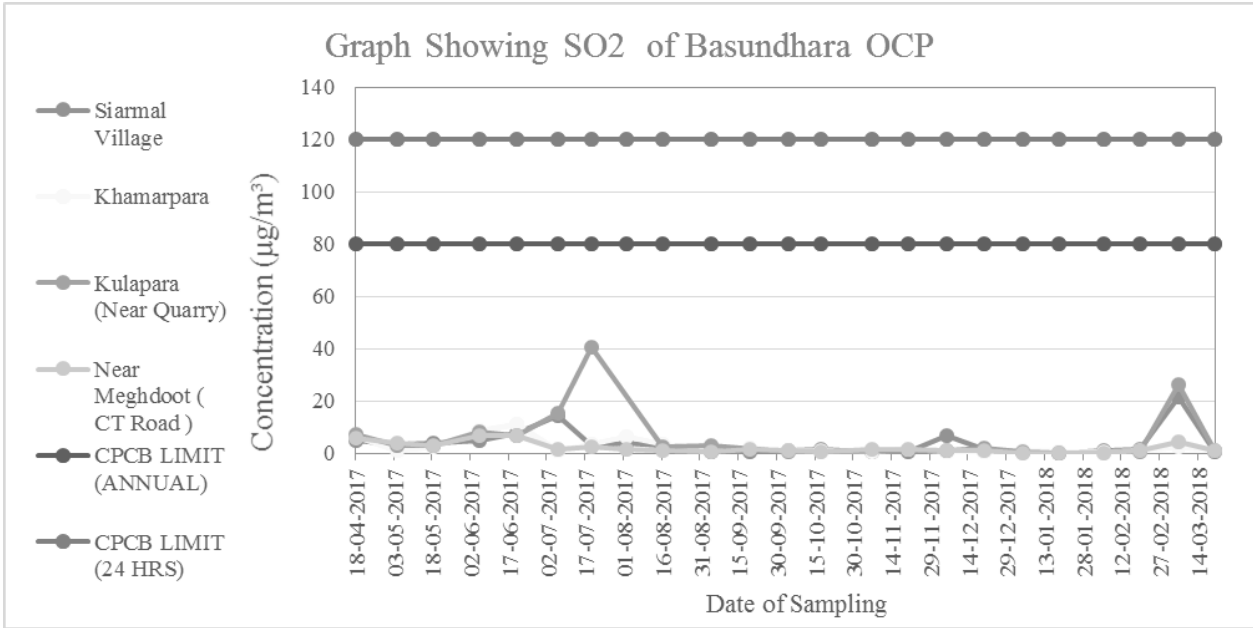 Graph Showing SO2 of Basundhara OCP
Siarmal
Village
Khamarpara
Kulapara
(Near Quarry)
Near
Meghdoot (
CT Road )
CPCB LIMIT
(ANNUAL)
CPCB LIMIT
(24 HRS)
Concentration (µg/m³)
140
120
100
80
60
40
20
0
18-04-2017
03-05-2017
18-05-2017
02-06-2017
17-06-2017
02-07-2017
17-07-2017
01-08-2017
16-08-2017
31-08-2017
15-09-2017
30-09-2017
15-10-2017
30-10-2017
14-11-2017
29-11-2017
14-12-2017
29-12-2017
13-01-2018
28-01-2018
12-02-2018
27-02-2018
14-03-2018
Date of Sampling